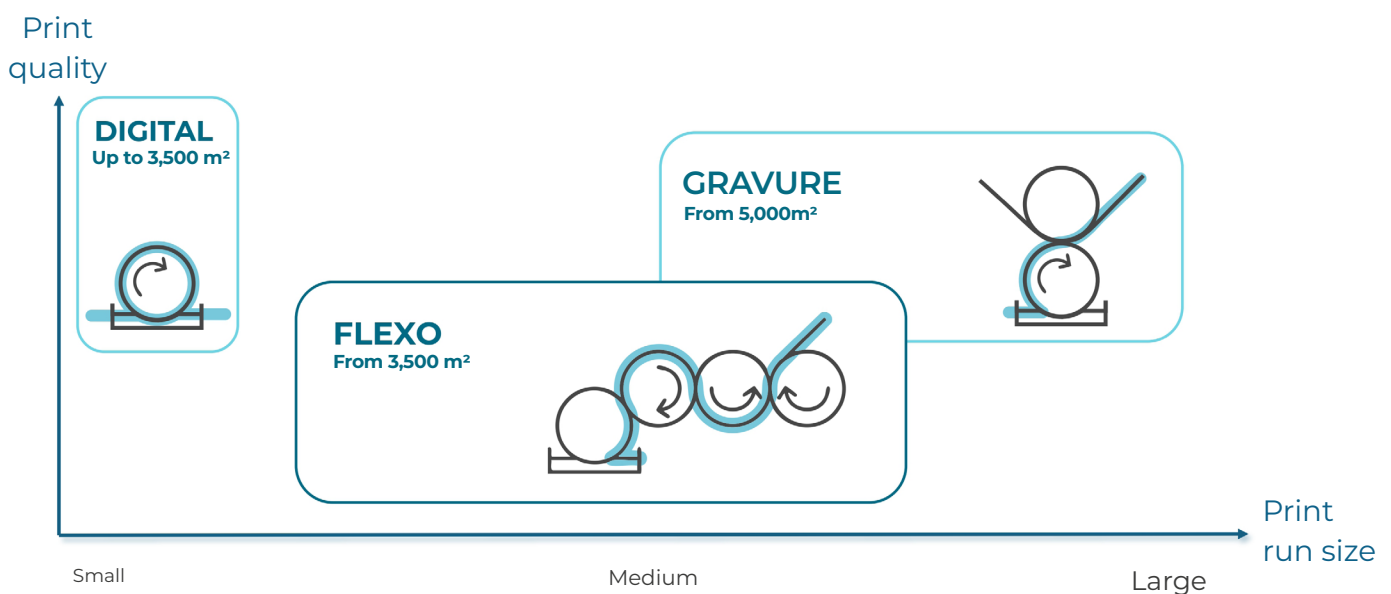 Print
quality
DIGITAL
Up to 3,500 m²
GRAVURE
From 5,000m²
FLEXO
From 3,500 m²
Print
run size
Small
Medium
Large